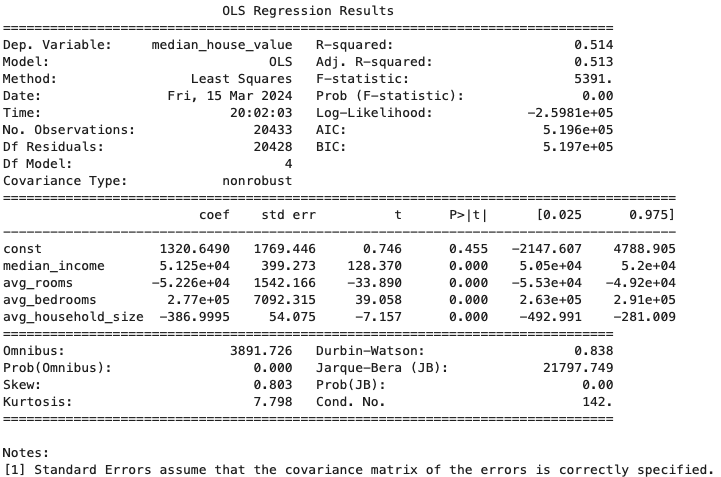 OLS Regression Results
==============================================================================
Dep. Variable:     median_house_value   R-squared:                       0.514
Model:                            OLS   Adj. R-squared:                  0.513
Method:                 Least Squares   F-statistic:                     5391.
Date:                Fri, 15 Mar 2024   Prob (F-statistic):               0.00
Time:                        20:02:03   Log-Likelihood:            -2.5981e+05
No. Observations:               20433   AIC:                         5.196e+05
Df Residuals:                   20428   BIC:                         5.197e+05
Df Model:                           4
Covariance Type:            nonrobust
======================================================================================
                         coef    std err          t      P>|t|      [0.025      0.975]
--------------------------------------------------------------------------------------
const               1320.6490   1769.446      0.746      0.455   -2147.607    4788.905
median_income       5.125e+04    399.273    128.370      0.000    5.05e+04     5.2e+04
avg_rooms          -5.226e+04   1542.166    -33.890      0.000   -5.53e+04   -4.92e+04
avg_bedrooms         2.77e+05   7092.315     39.058      0.000    2.63e+05    2.91e+05
avg_household_size  -386.9995     54.075     -7.157      0.000    -492.991    -281.009
==============================================================================
Omnibus:                     3891.726   Durbin-Watson:                   0.838
Prob(Omnibus):                  0.000   Jarque-Bera (JB):            21797.749
Skew:                           0.803   Prob(JB):                         0.00
Kurtosis:                       7.798   Cond. No.                         142.
==============================================================================
Notes:
[1] Standard Errors assume that the covariance matrix of the errors is correctly specified.